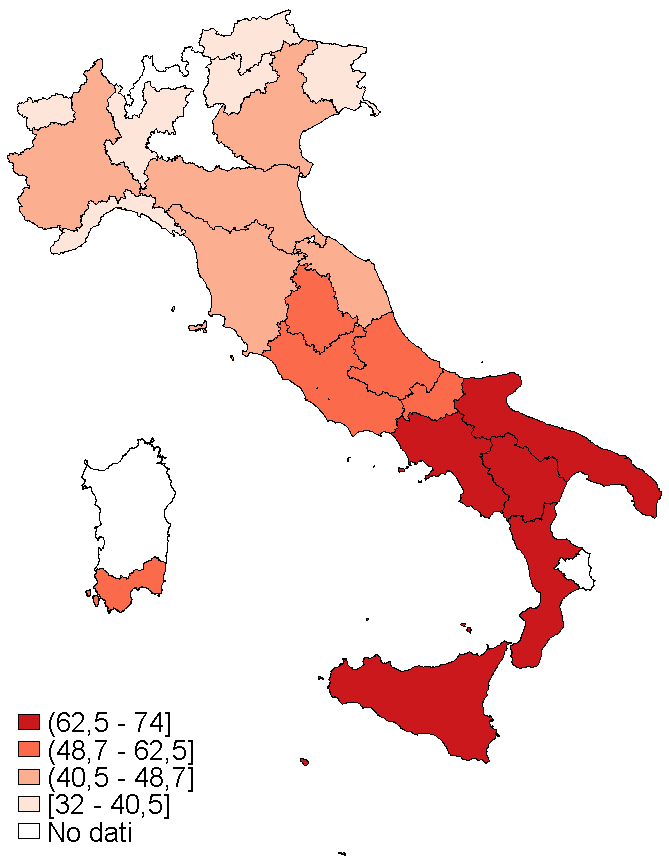 (62,5 - 74]
(48,7 - 62,5]
(40,5 - 48,7]
[32 - 40,5]
No dati